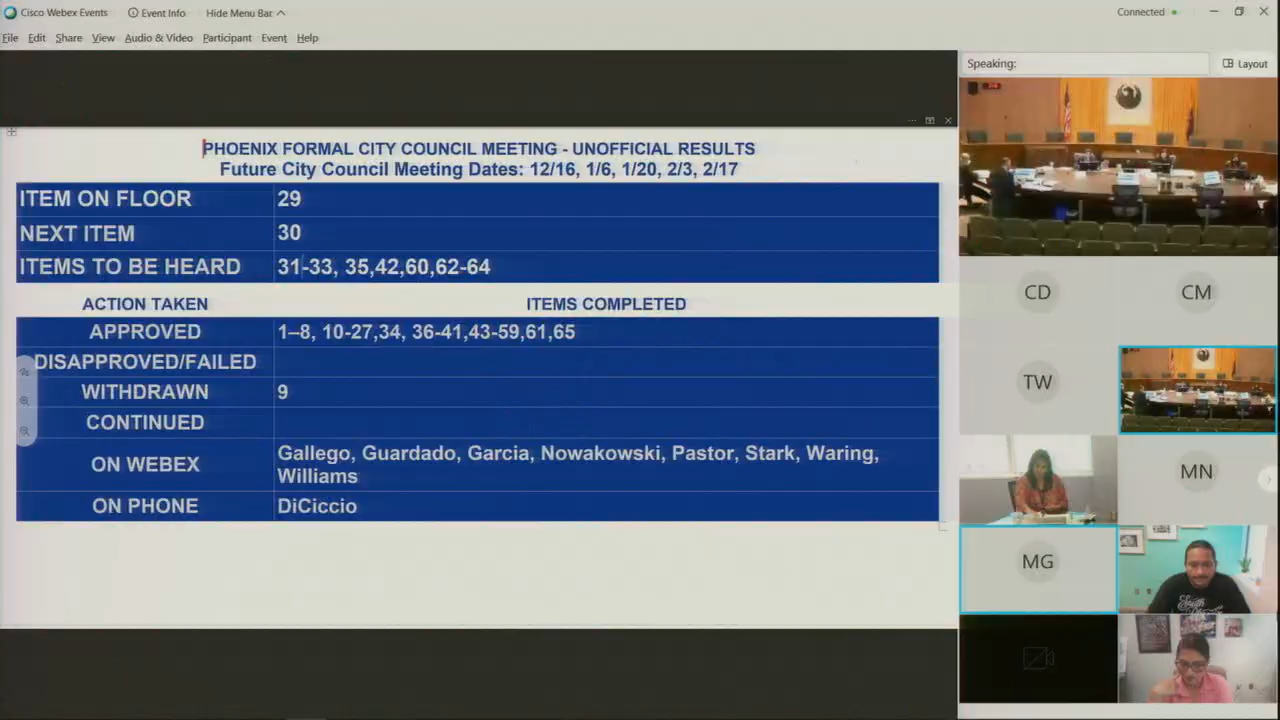 Cisco Webex Events
Event Info
Hide Menu Bar
Connected
File Edit Share View Audio & Video Participant Event Help
Speaking:
Layout
PHOENIX FORMAL CITY COUNCIL MEETING - UNOFFICIAL RESULTS
Future City Council Meeting Dates: 12/16, 1/6, 1/20, 2/3, 2/17
ITEM ON FLOOR 29
NEXT ITEM 30
ITEMS TO BE HEARD 31-33, 35,42,60,62-64
ACTION TAKEN ITEMS COMPLETED
APPROVED 1–8, 10-27,34, 36-41,43-59,61,65
DISAPPROVED/FAILED
WITHDRAWN 9
CONTINUED
ON WEBEX Gallego, Guardado, Garcia, Nowakowski, Pastor, Stark, Waring,
Williams
ON PHONE DiCiccio
CD CM
TW
MN
MG